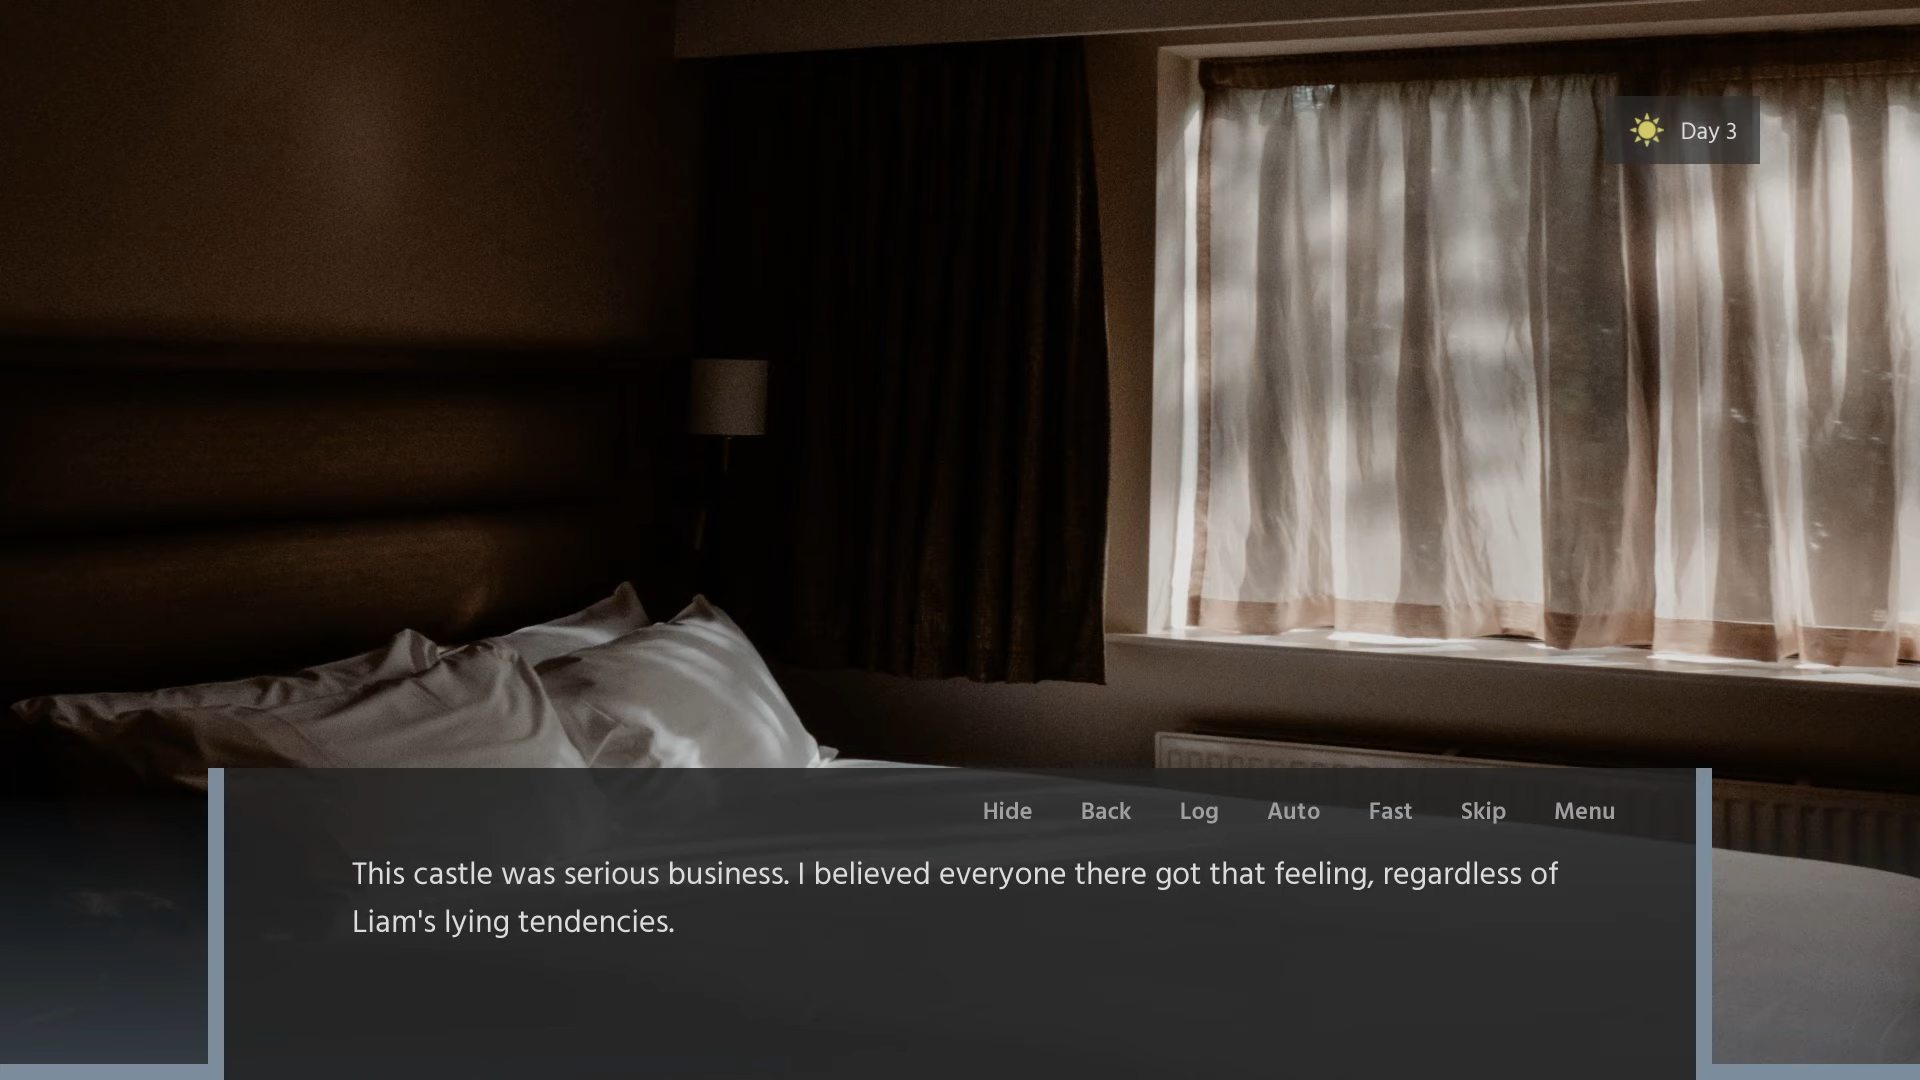 Day 3
Hide Back Log Auto Fast Skip Menu
This castle was serious business. I believed everyone there got that feeling, regardless of
Liam's lying tendencies.